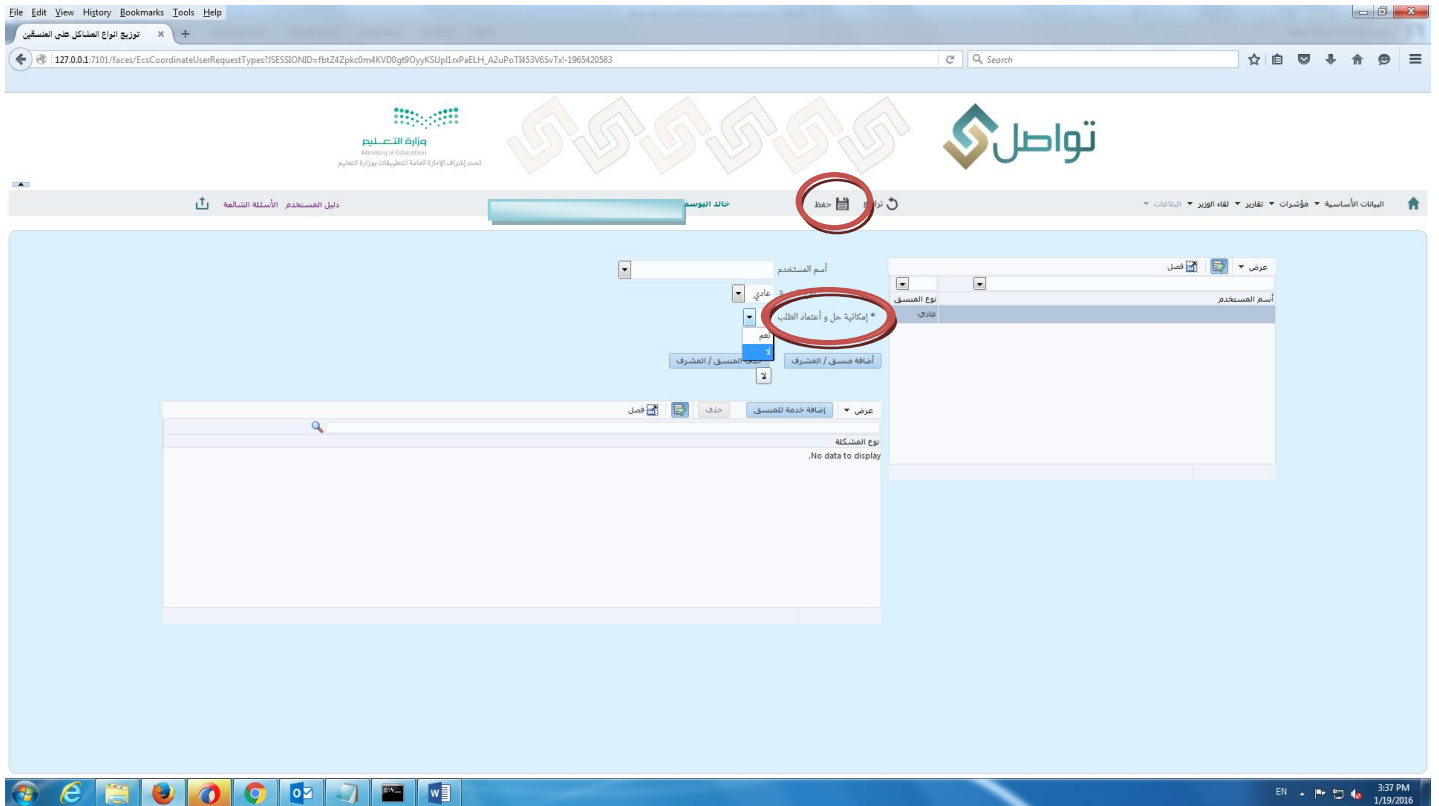 File Edit View History Bookmarks Tools Help
توزيع انواع المشاكل على المنسقين
127.0.0.1:7101/faces/EcsCoordinateUserRequestTypes?JSESSIONID=fbtZ4Zpkc0m4KVD0gt9OyyKSUpl1rxPaELH_A2uPoTI453V65vTx!-1965420583
Search
تواصل
وزارة التعليم
Ministry of Education
تحت إشراف الإدارة العامة للتطبيقات بوزارة التعليم
البيانات الأساسية مؤشرات تقارير لقاء الوزير البلاغات
حفظ
خالد اليوسف
دليل المستخدم الأسئلة الشائعة
عرض فصل
أسم المستخدم نوع المنسق
عادي
أسم المستخدم
عادي
* إمكانية حل و أعتماد الطلب
نعم
لا
أضافة منسق / المشرف
المنسق / المشرف
لا
عرض إضافة خدمة للمنسق حذف فصل
نوع المشكلة
No data to display.
EN
3:37 PM
1/19/2016